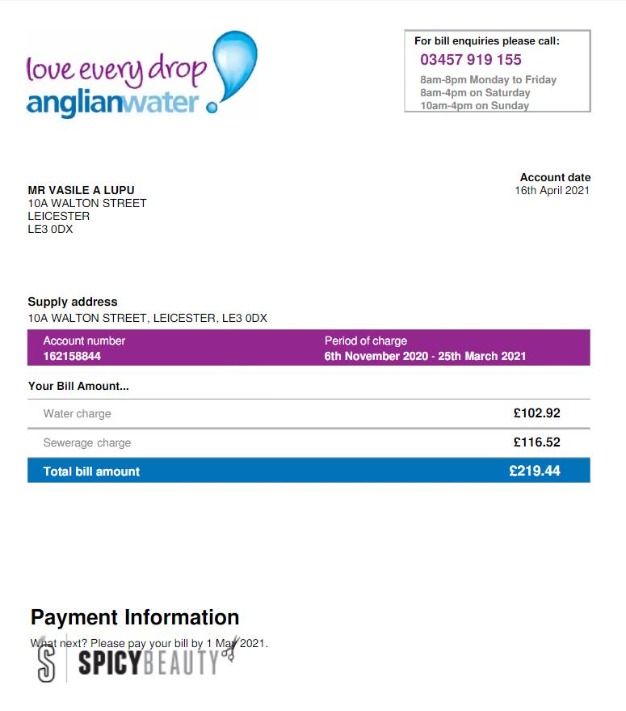 love every drop
anglianwater.
For bill enquiries please call:
03457 919 155
8am-8pm Monday to Friday
8am-4pm on Saturday
10am-4pm on Sunday
Account date
16th April 2021
MR VASILE A LUPU
10A WALTON STREET
LEICESTER
LE3 0DX
Supply address
10A WALTON STREET, LEICESTER, LE3 0DX
Account number Period of charge
162158844 6th November 2020 - 25th March 2021
Your Bill Amount...
Water charge £102.92
Sewerage charge £116.52
Total bill amount £219.44
Payment Information
What next? Please pay your bill by 1 May 2021.
S SPICYBEAUTY